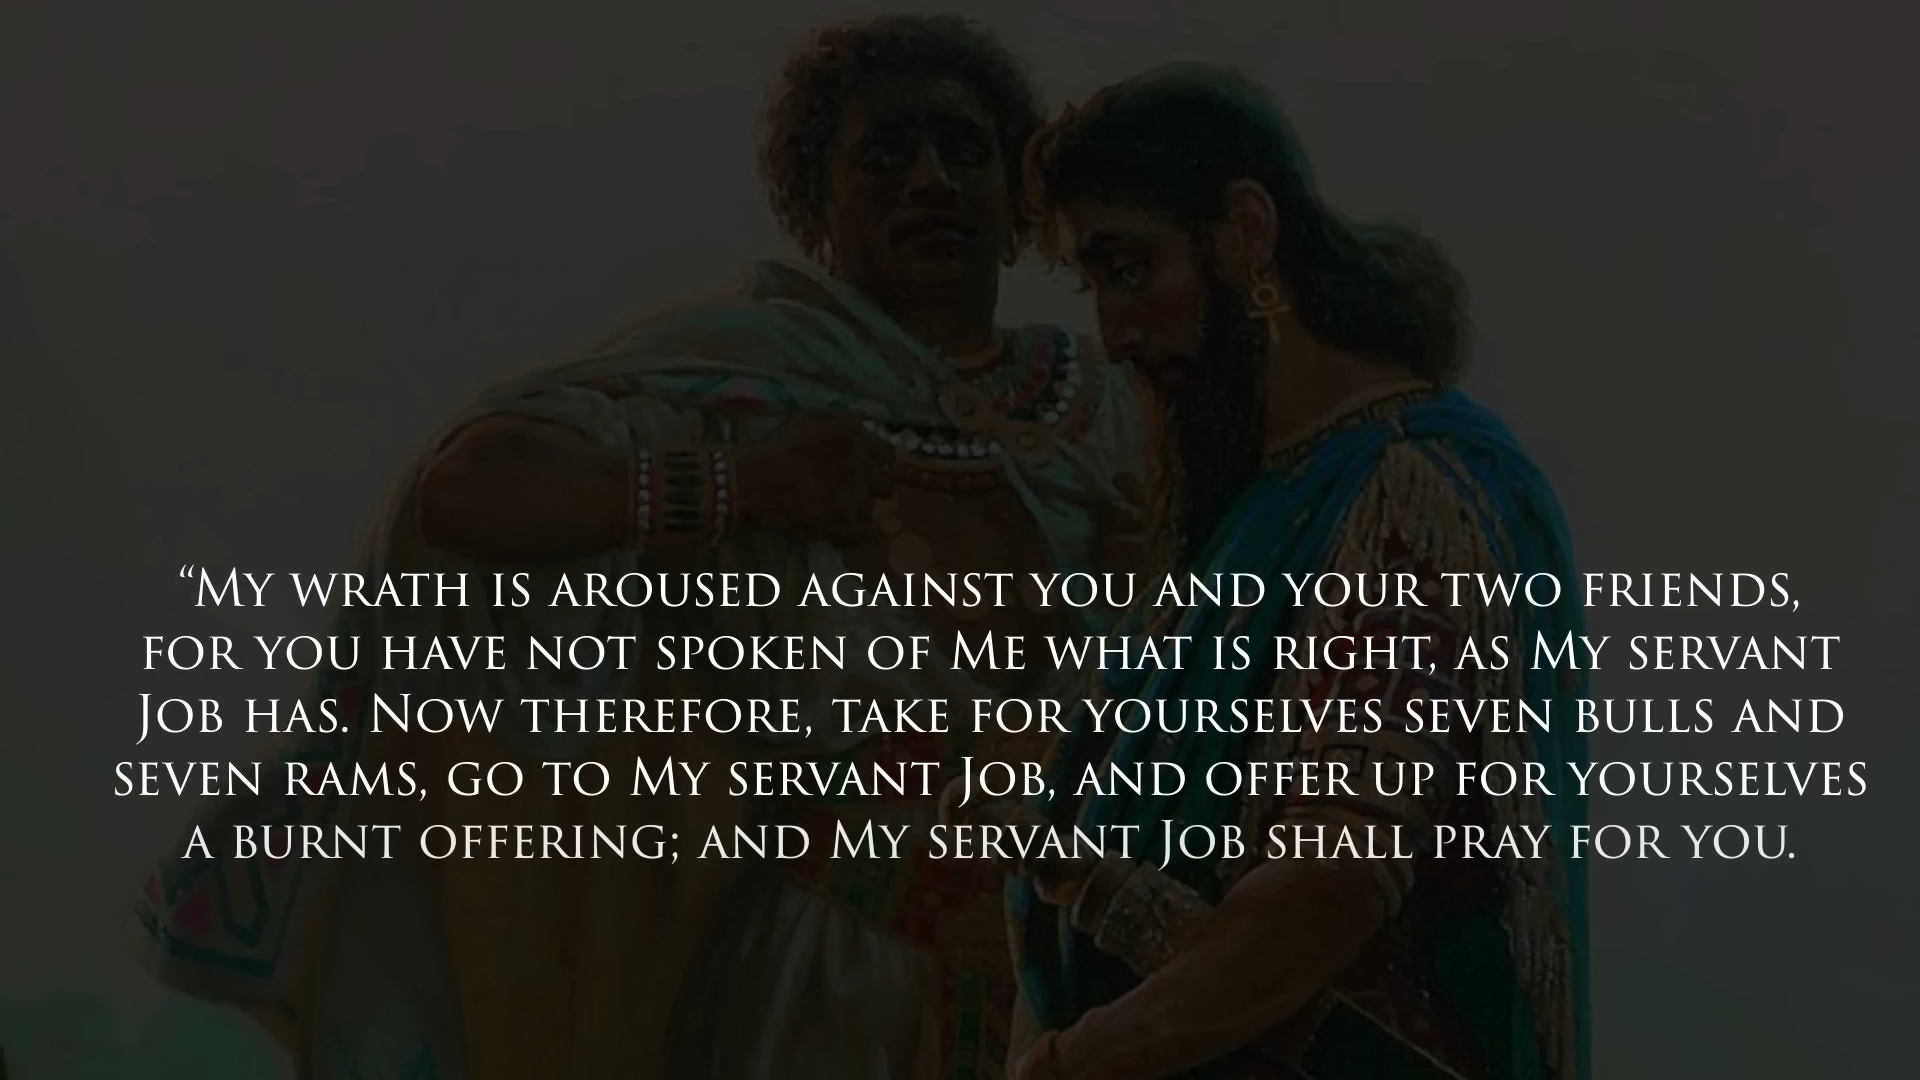 “My wrath is aroused against you and your two friends,
for you have not spoken of Me what is right, as My servant
Job has. Now therefore, take for yourselves seven bulls and
seven rams, go to My servant Job, and offer up for yourselves
a burnt offering; and My servant Job shall pray for you.